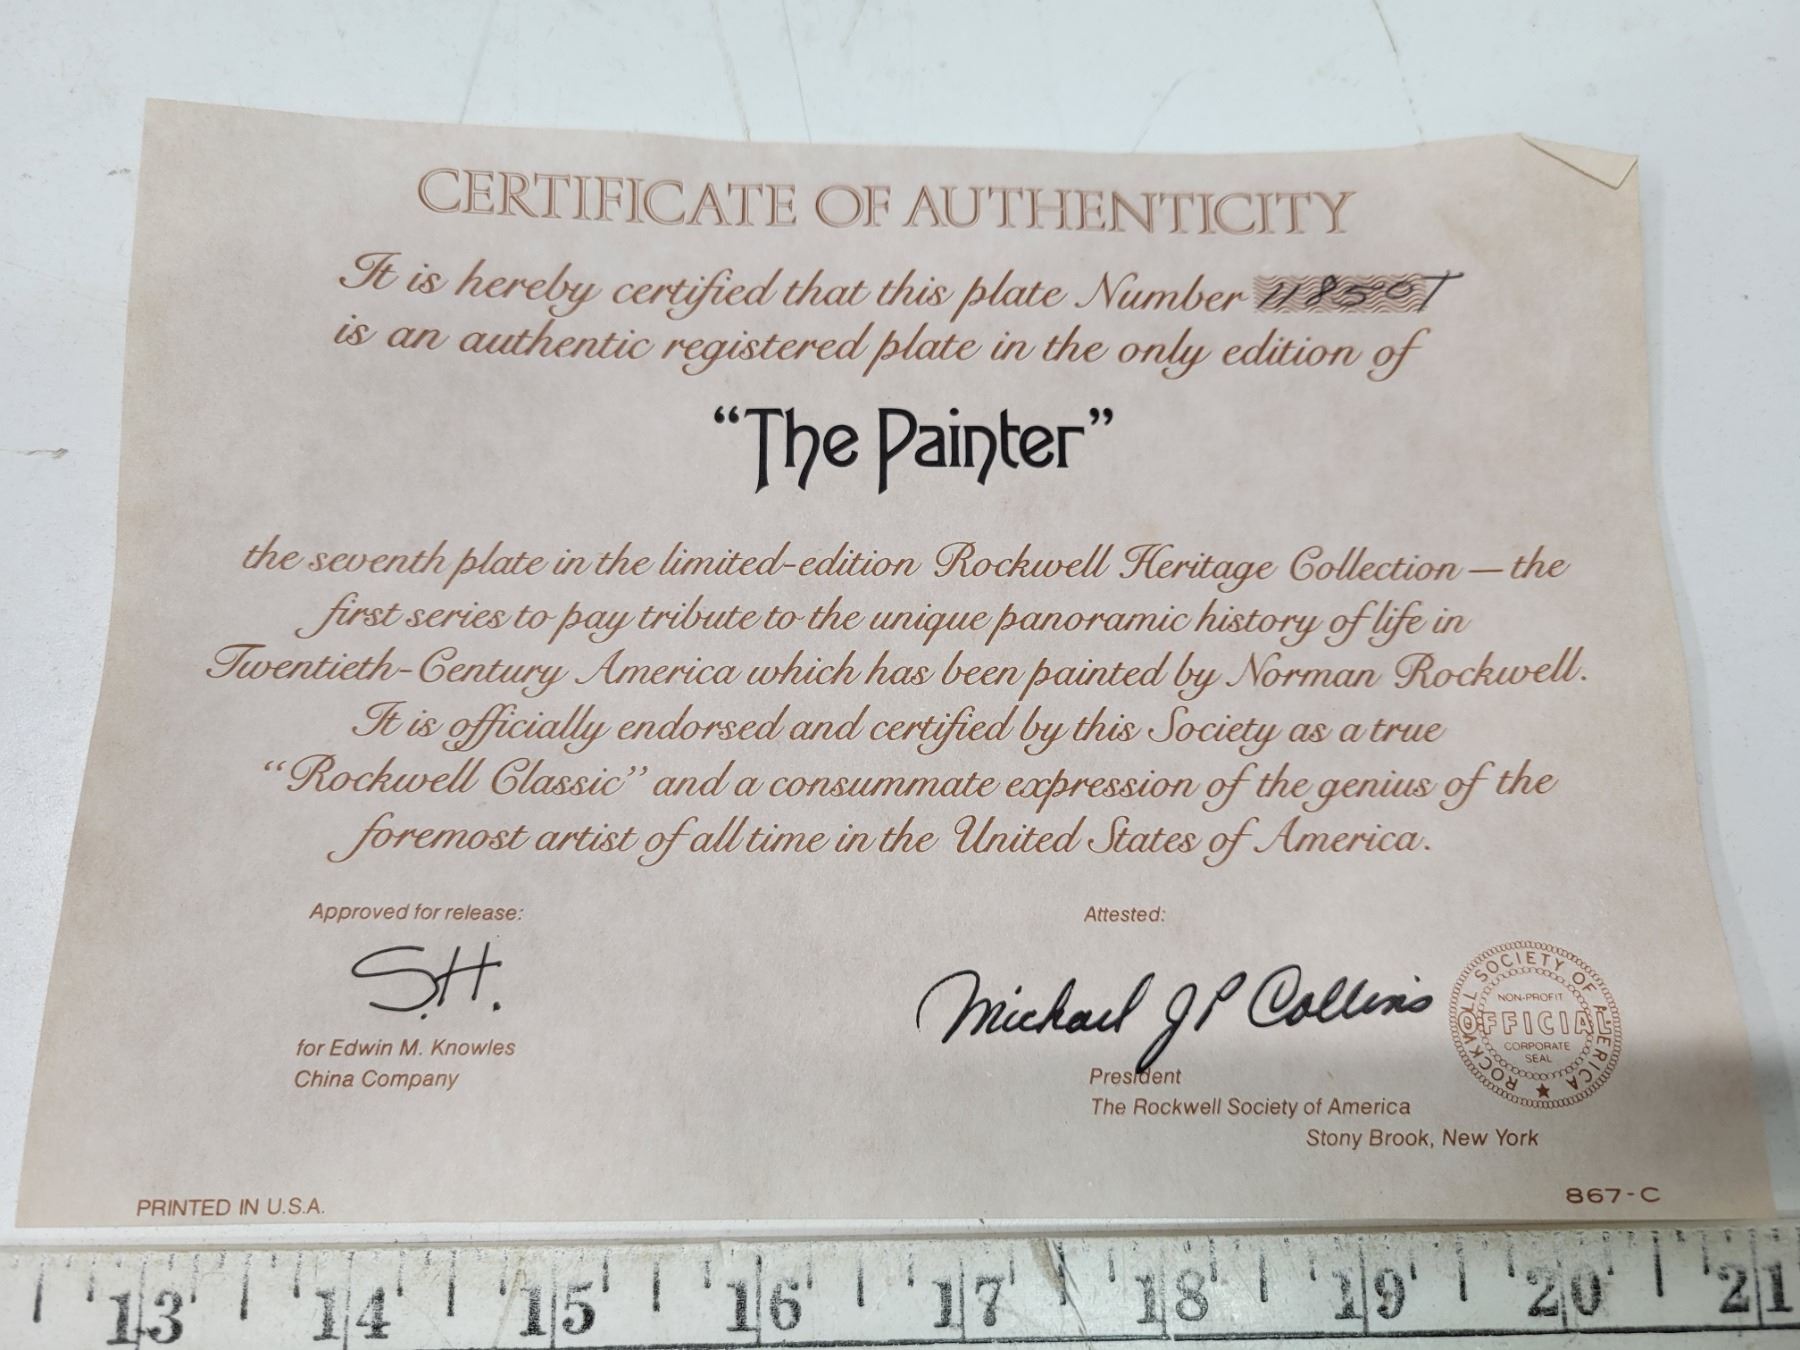 CERTIFICATE OF AUTHENTICITY
It is hereby certified that this plate Number 11850T
is an authentic registered plate in the only edition of
“The Painter”
the seventh plate in the limited-edition Rockwell Heritage Collection — the
first series to pay tribute to the unique panoramic history of life in
Twentieth-Century America which has been painted by Norman Rockwell.
It is officially endorsed and certified by this Society as a true
“Rockwell Classic” and a consummate expression of the genius of the
foremost artist of all time in the United States of America.
Approved for release:
S.H.
for Edwin M. Knowles
China Company
Attested:
Michael J P Collins
President
The Rockwell Society of America
Stony Brook, New York
ROCKWELL SOCIETY OF AMERICA
NON-PROFIT
OFFICIAL
CORPORATE
SEAL
PRINTED IN U.S.A.
867-C
13 14 15 16 17 18 19 20 21